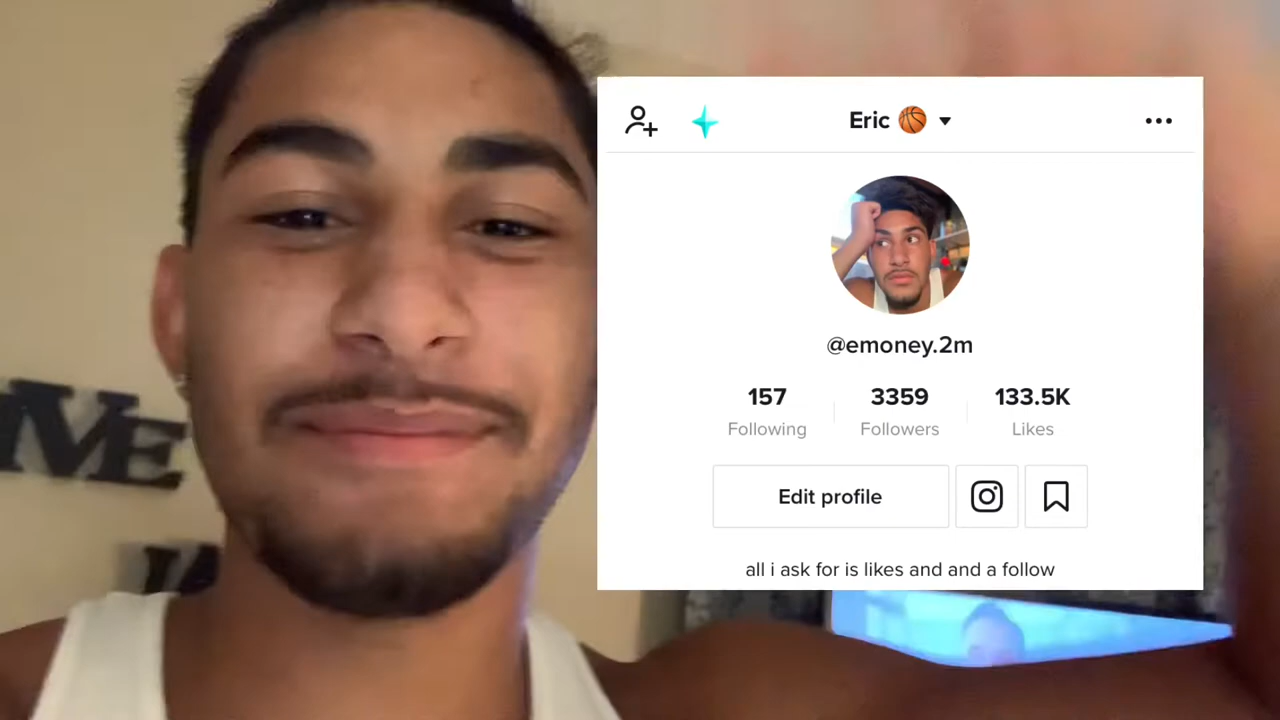 Eric 🏀
@emoney.2m
157
3359
133.5K
Following
Followers
Likes
Edit profile
all i ask for is likes and and a follow